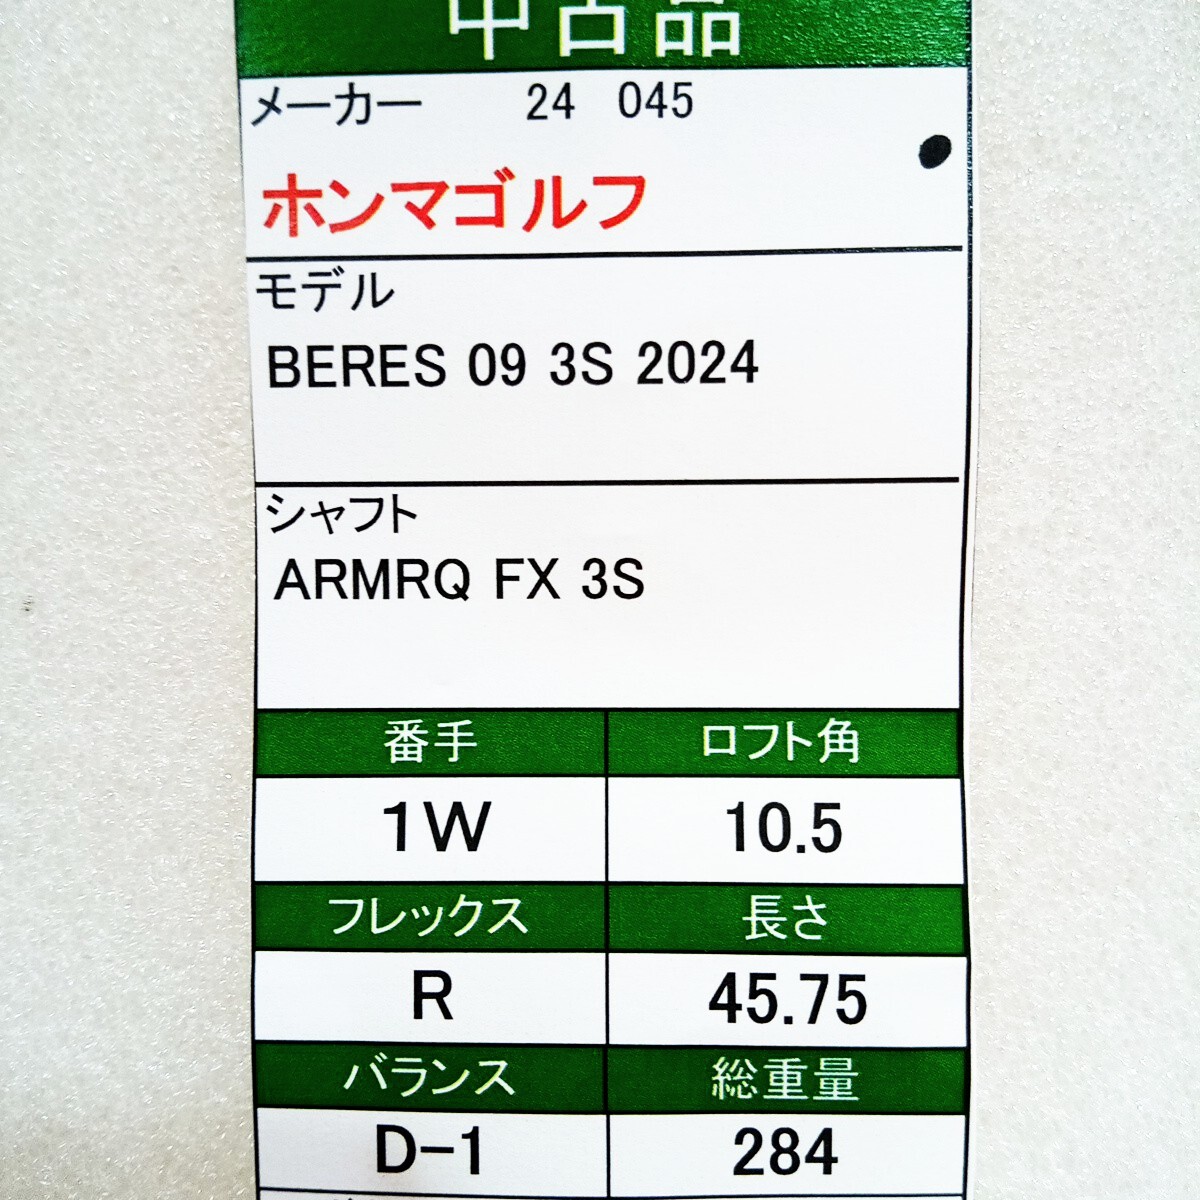 中古品
メーカー 24 045
ホンマゴルフ
モデル
BERES 09 3S 2024
シャフト
ARMRQ FX 3S
番手 ロフト角
1W 10.5
フレックス 長さ
R 45.75
バランス 総重量
D-1 284